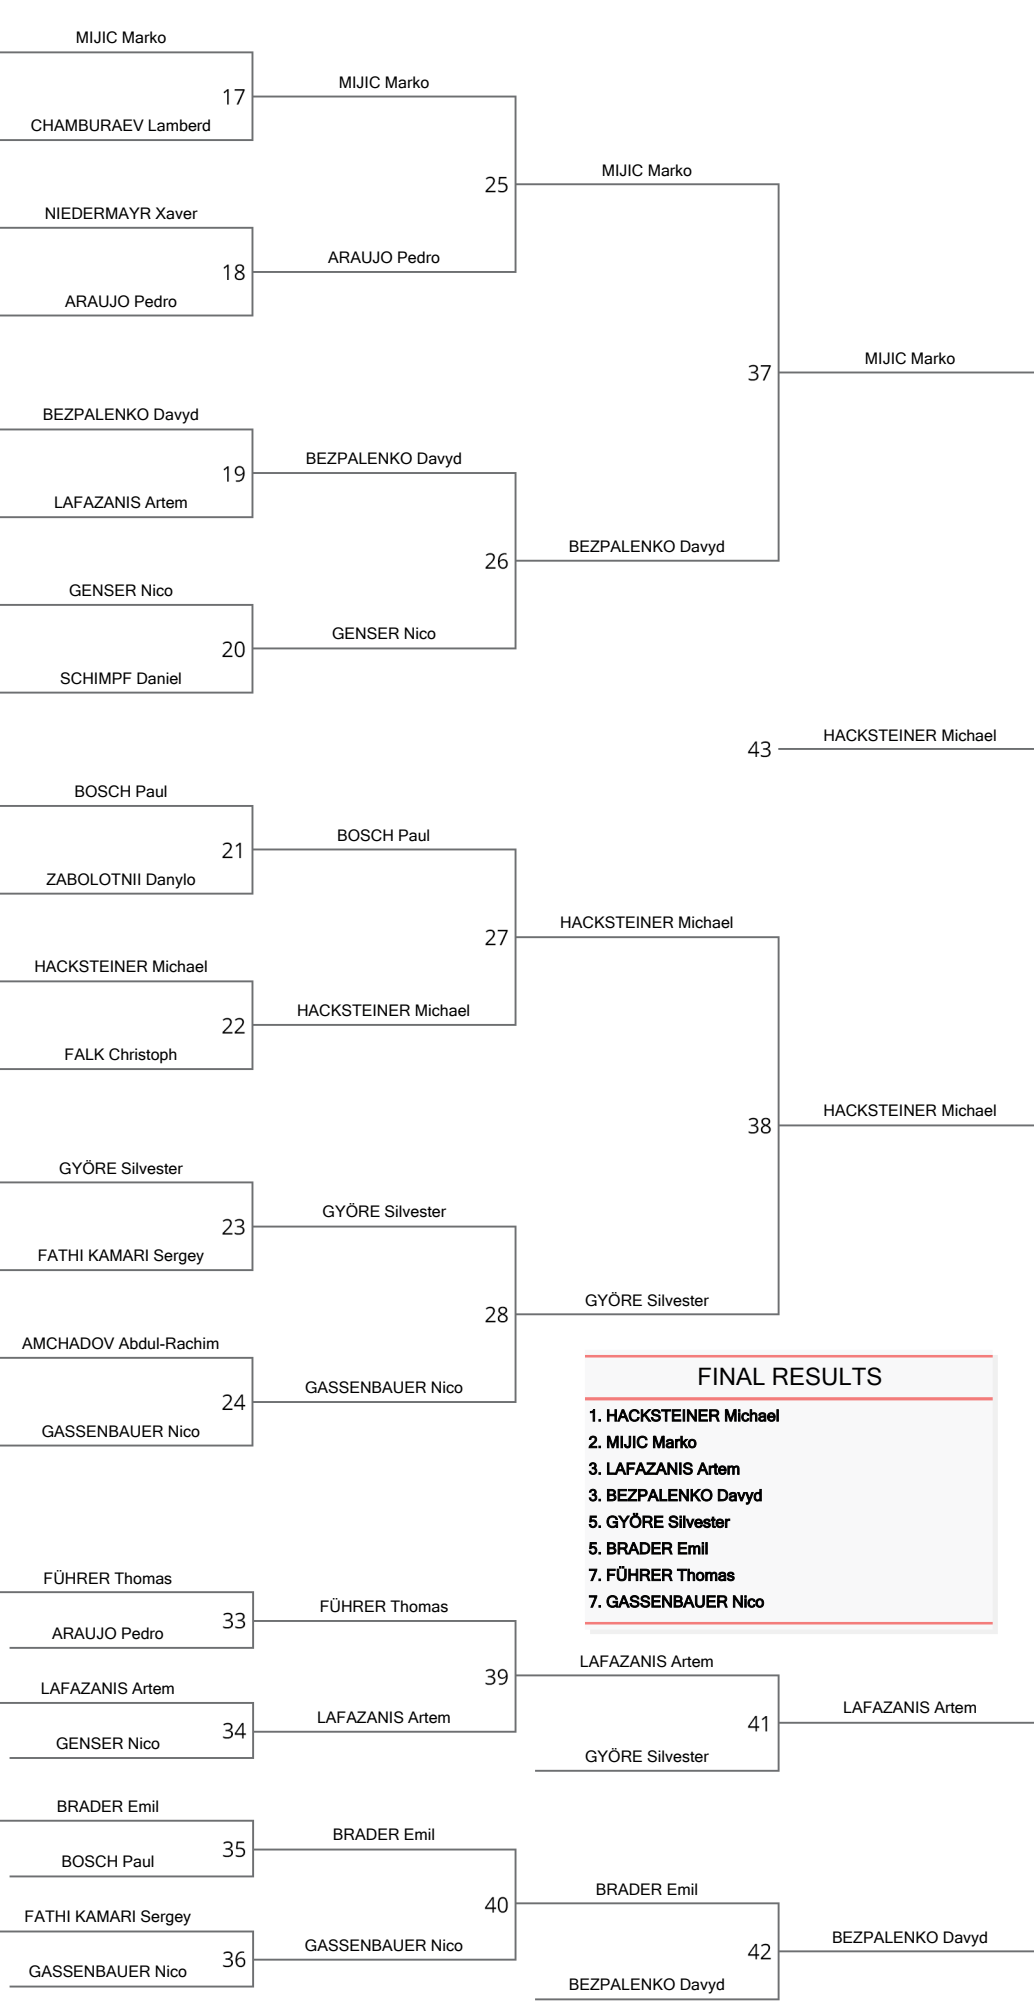 MIJIC Marko
MIJIC Marko
17
CHAMBURAEV Lamberd
MIJIC Marko
25
NIEDERMAYR Xaver
ARAUJO Pedro
18
ARAUJO Pedro
MIJIC Marko
37
BEZPALENKO Davyd
BEZPALENKO Davyd
19
LAFAZANIS Artem
BEZPALENKO Davyd
26
GENSER Nico
GENSER Nico
20
SCHIMPF Daniel
HACKSTEINER Michael
43
BOSCH Paul
BOSCH Paul
21
ZABOLOTNII Danylo
HACKSTEINER Michael
27
HACKSTEINER Michael
HACKSTEINER Michael
22
FALK Christoph
HACKSTEINER Michael
38
GYÖRE Silvester
GYÖRE Silvester
23
FATHI KAMARI Sergey
GYÖRE Silvester
28
AMCHADOV Abdul-Rachim
GASSENBAUER Nico
24
GASSENBAUER Nico
FINAL RESULTS
1. HACKSTEINER Michael
2. MIJIC Marko
3. LAFAZANIS Artem
3. BEZPALENKO Davyd
5. GYÖRE Silvester
5. BRADER Emil
7. FÜHRER Thomas
7. GASSENBAUER Nico
FÜHRER Thomas
FÜHRER Thomas
33
ARAUJO Pedro
LAFAZANIS Artem
39
LAFAZANIS Artem
LAFAZANIS Artem
LAFAZANIS Artem
34
41
GENSER Nico
GYÖRE Silvester
BRADER Emil
BRADER Emil
35
BOSCH Paul
BRADER Emil
40
FATHI KAMARI Sergey
BEZPALENKO Davyd
GASSENBAUER Nico
42
36
GASSENBAUER Nico
BEZPALENKO Davyd